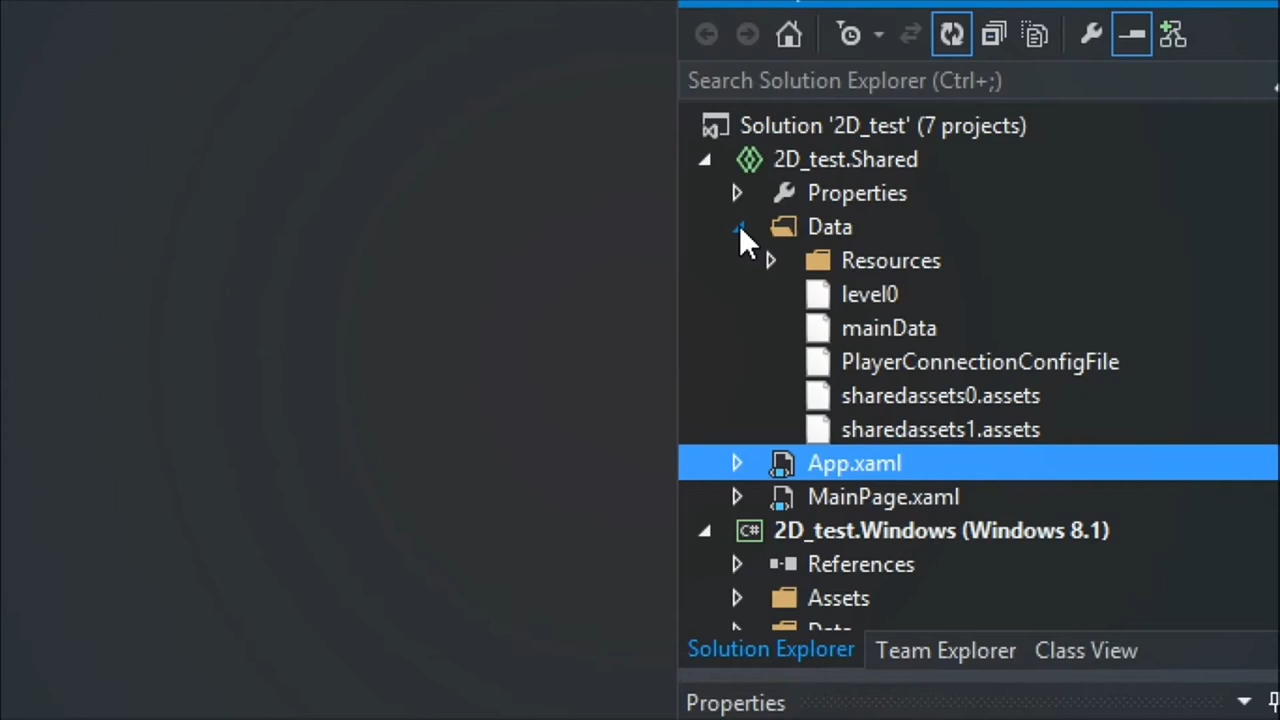 Search Solution Explorer (Ctrl+;)
Solution '2D_test' (7 projects)
2D_test.Shared
Properties
Data
Resources
level0
mainData
PlayerConnectionConfigFile
sharedassets0.assets
sharedassets1.assets
App.xaml
MainPage.xaml
C# 2D_test.Windows (Windows 8.1)
References
Assets
Data
Solution Explorer Team Explorer Class View
Properties